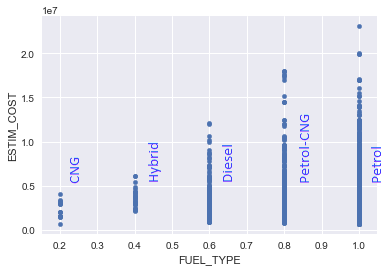 1e7
2.0
1.5
1.0
0.5
0.0
ESTIM_COST
CNG
Hybrid
Diesel
Petrol-CNG
Petrol
0.2 0.3 0.4 0.5 0.6 0.7 0.8 0.9 1.0
FUEL_TYPE